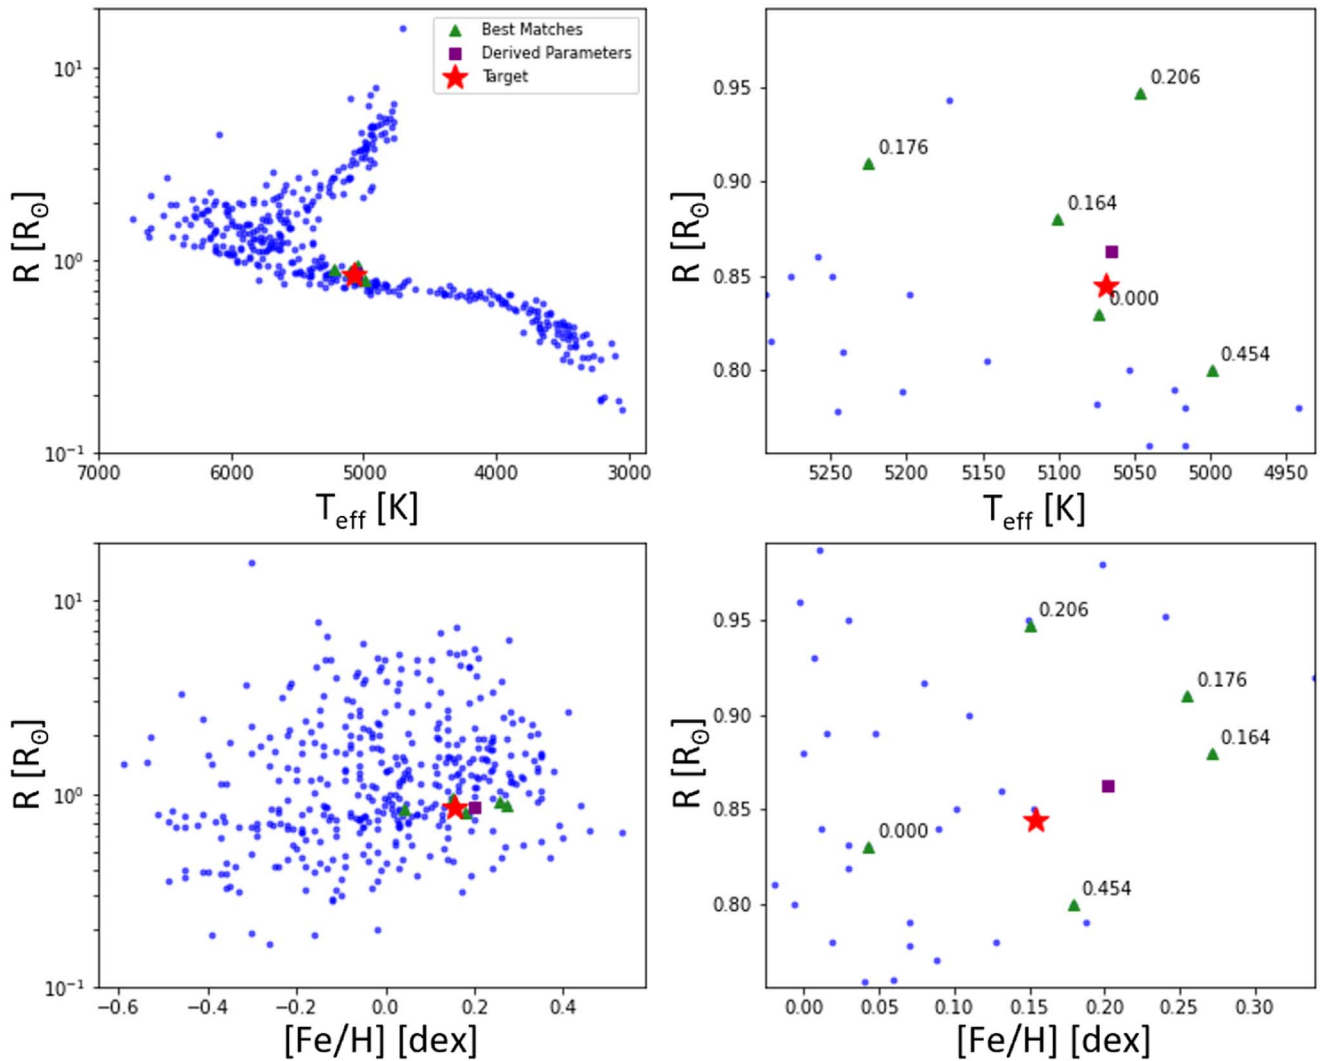 Best Matches
Derived Parameters
Target
10¹
10⁰
10⁻¹
R [R⊙]
7000 6000 5000 4000 3000
Teff [K]
0.206
0.176
0.164
0.000
0.454
0.95
0.90
0.85
0.80
R [R⊙]
5250 5200 5150 5100 5050 5000 4950
Teff [K]
10¹
10⁰
10⁻¹
R [R⊙]
−0.6 −0.4 −0.2 0.0 0.2 0.4
[Fe/H] [dex]
0.206
0.176
0.164
0.000
0.454
0.95
0.90
0.85
0.80
R [R⊙]
0.00 0.05 0.10 0.15 0.20 0.25 0.30
[Fe/H] [dex]